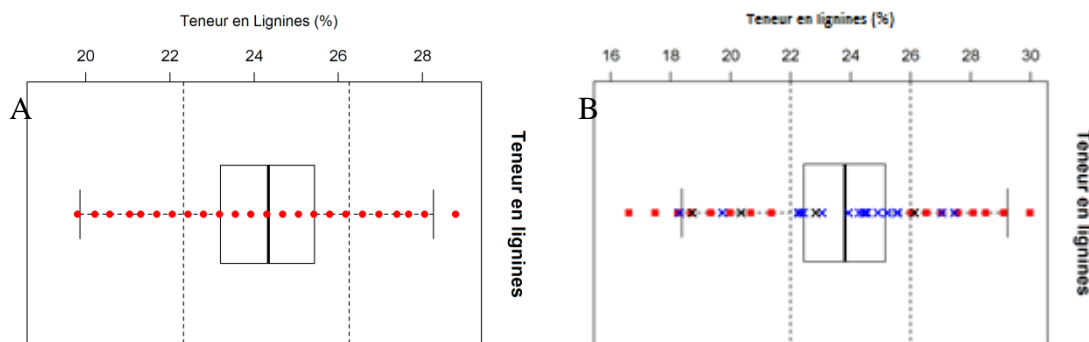 Teneur en Lignines (%)
20 22 24 26 28
A
Teneur en lignines
Teneur en lignines (%)
16 18 20 22 24 26 28 30
B
Teneur en lignines